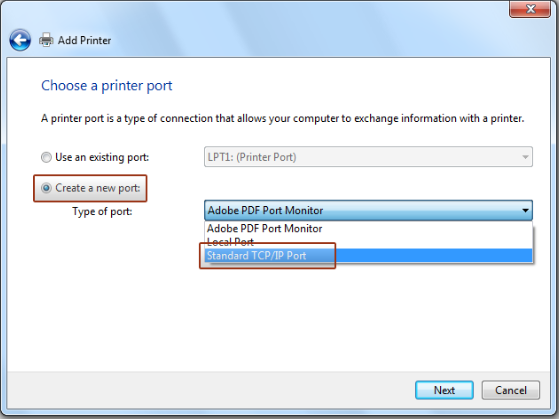 Add Printer
Choose a printer port
A printer port is a type of connection that allows your computer to exchange information with a printer.
Use an existing port:
LPT1: (Printer Port)
Create a new port:
Type of port:
Adobe PDF Port Monitor
Adobe PDF Port Monitor
Local Port
Standard TCP/IP Port
Next
Cancel